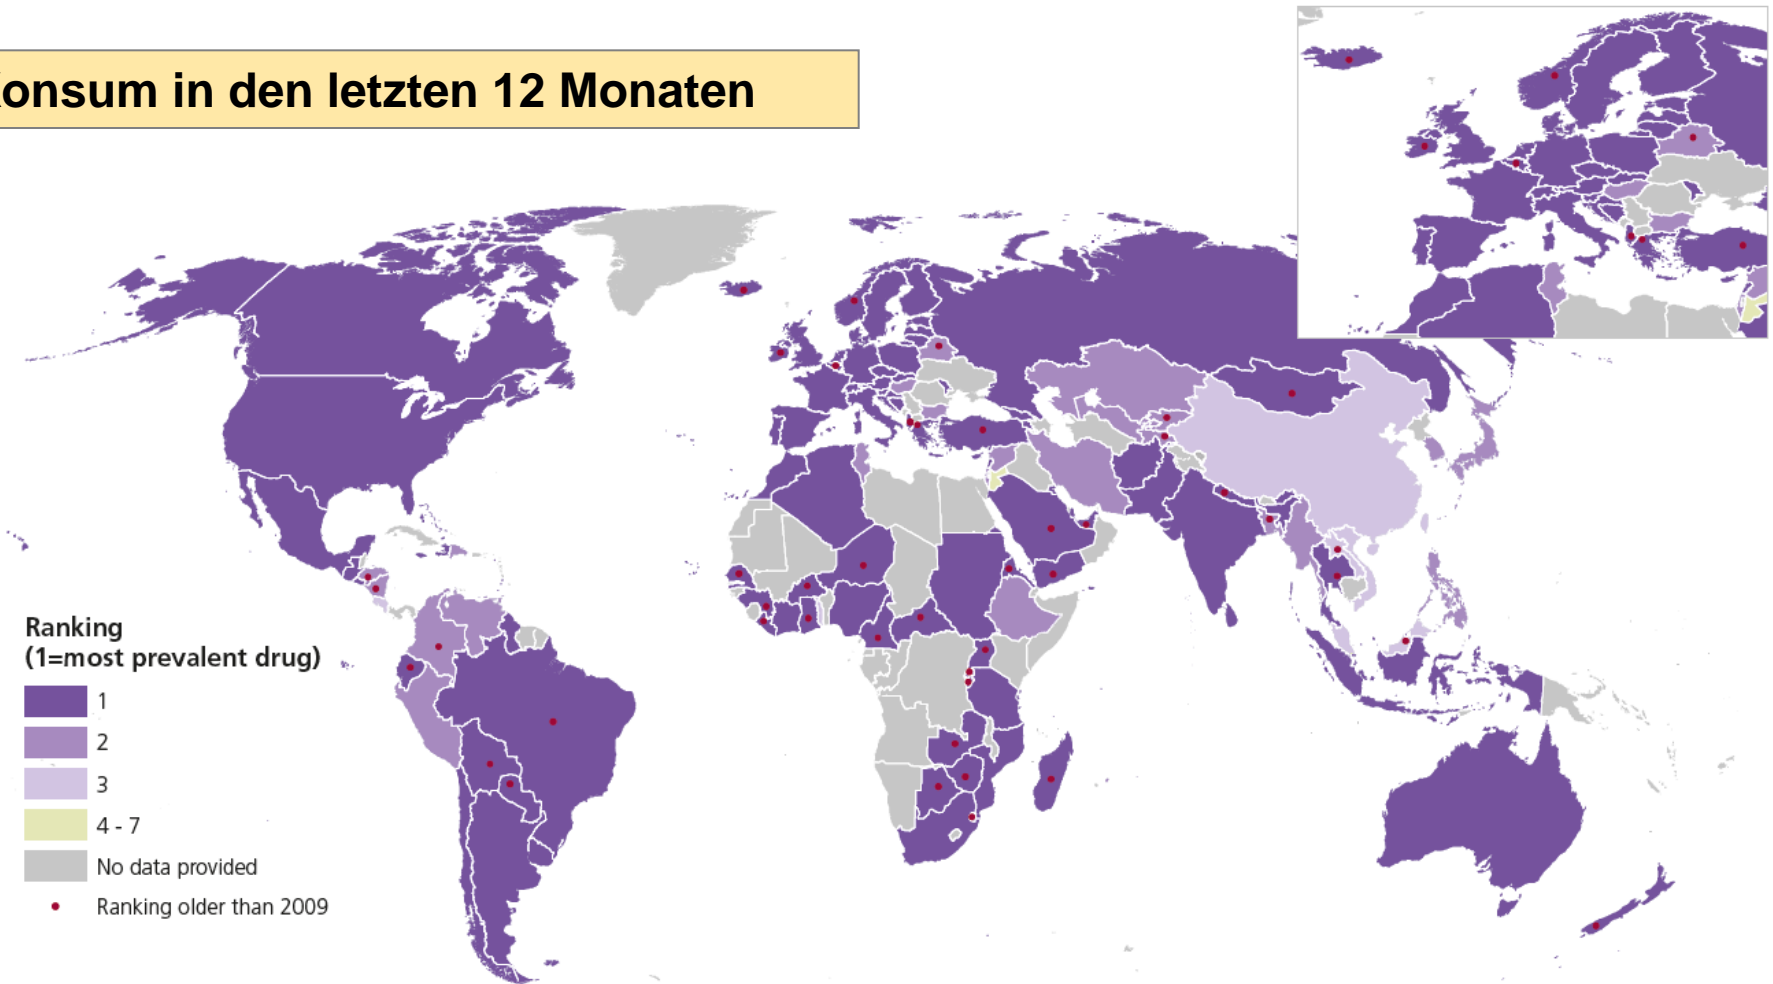 onsum in den letzten 12 Monaten
Ranking
(1=most prevalent drug)
1
2
3
4 - 7
No data provided
Ranking older than 2009